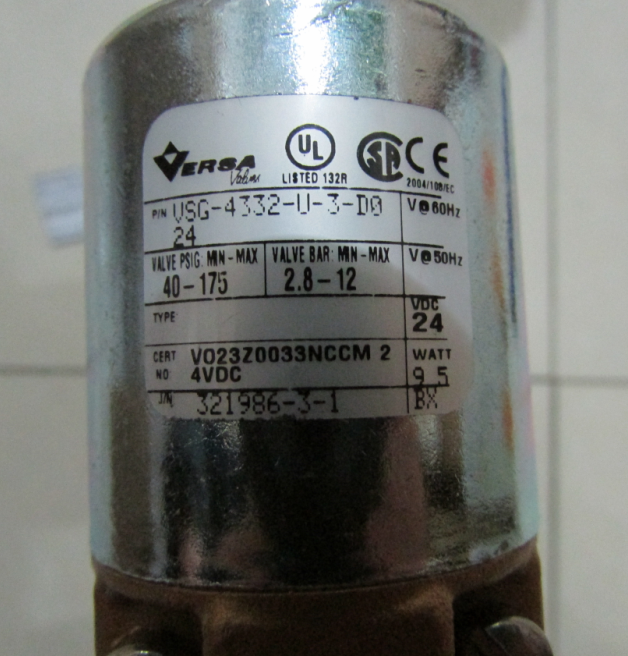 VERSA
Valves
UL
LISTED 132R
SA
CE
2004/108/EC
P/N VSG-4332-U-3-D0
24
V@60Hz
VALVE PSIG: MIN-MAX
40-175
VALVE BAR: MIN-MAX
2.8-12
V@50Hz
TYPE
VDC
24
CERT NO V023Z0033NCCM 2
4VDC
WATT
9.5
J/N 321986-3-1
BX